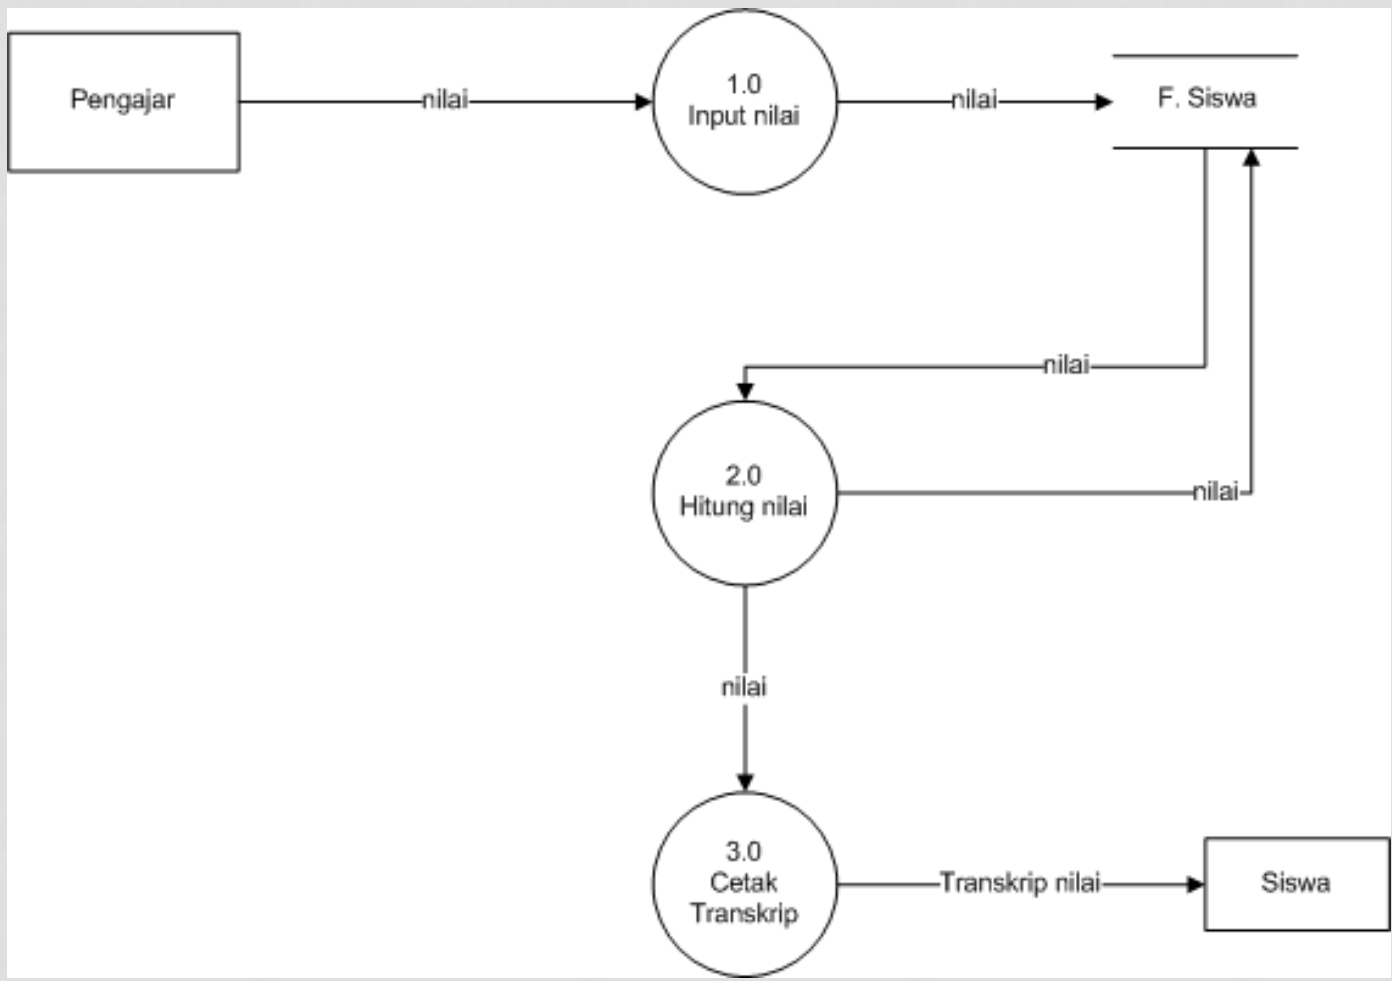 Pengajar
nilai
1.0
Input nilai
nilai
F. Siswa
nilai
2.0
Hitung nilai
nilai
nilai
3.0
Cetak
Transkrip
Transkrip nilai
Siswa